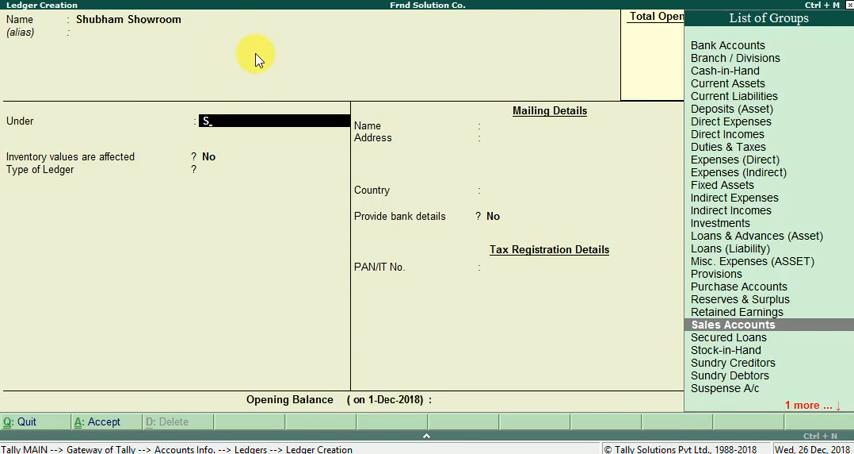 Ledger Creation Frnd Solution Co. Ctrl + M
Name : Shubham Showroom
(alias) :
Total Open
List of Groups
Bank Accounts
Branch / Divisions
Cash-in-Hand
Current Assets
Current Liabilities
Deposits (Asset)
Direct Expenses
Direct Incomes
Duties & Taxes
Expenses (Direct)
Expenses (Indirect)
Fixed Assets
Indirect Expenses
Indirect Incomes
Investments
Loans & Advances (Asset)
Loans (Liability)
Misc. Expenses (ASSET)
Provisions
Purchase Accounts
Reserves & Surplus
Retained Earnings
Sales Accounts
Secured Loans
Stock-in-Hand
Sundry Creditors
Sundry Debtors
Suspense A/c
1 more ... ↓
Under : S
Inventory values are affected ? No
Type of Ledger ?
Mailing Details
Name :
Address :
Country :
Provide bank details ? No
Tax Registration Details
PAN/IT No. :
Opening Balance ( on 1-Dec-2018) :
Q: Quit A: Accept D: Delete
Ctrl + N
Tally MAIN --> Gateway of Tally --> Accounts Info. --> Ledgers --> Ledger Creation © Tally Solutions Pvt Ltd., 1988-2018 Wed, 26 Dec, 2018